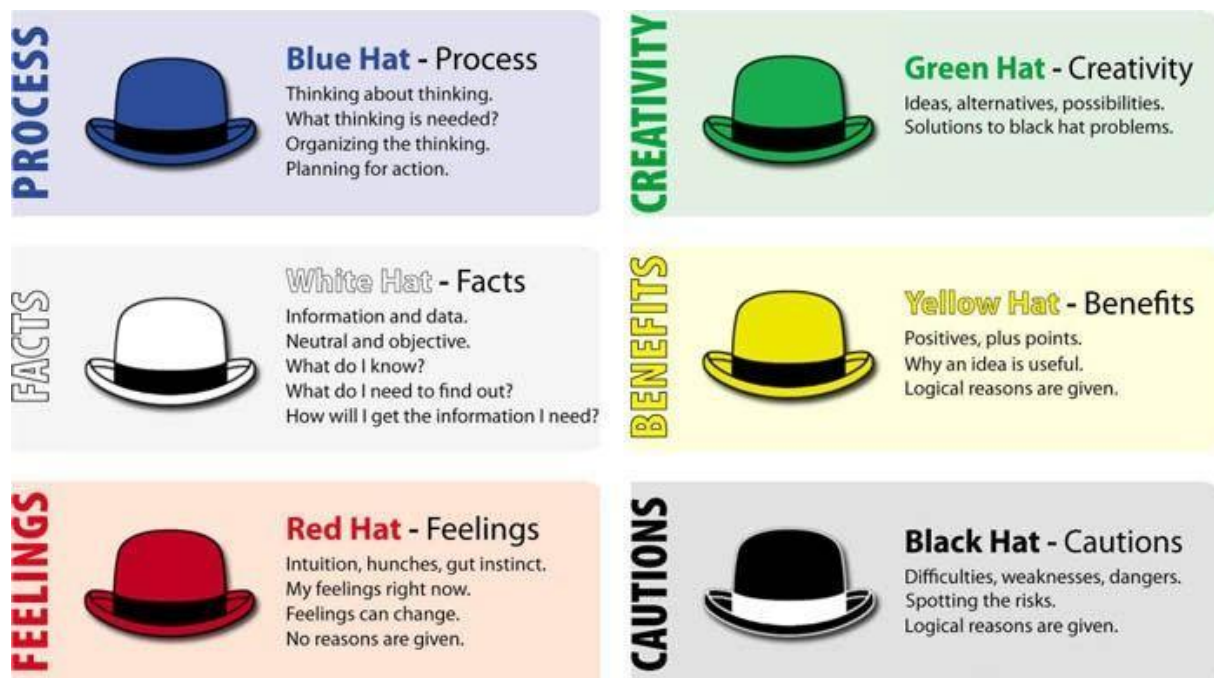 PROCESS
Blue Hat - Process
Thinking about thinking.
What thinking is needed?
Organizing the thinking.
Planning for action.
CREATIVITY
Green Hat - Creativity
Ideas, alternatives, possibilities.
Solutions to black hat problems.
FACTS
White Hat - Facts
Information and data.
Neutral and objective.
What do I know?
What do I need to find out?
How will I get the information I need?
BENEFITS
Yellow Hat - Benefits
Positives, plus points.
Why an idea is useful.
Logical reasons are given.
FEELINGS
Red Hat - Feelings
Intuition, hunches, gut instinct.
My feelings right now.
Feelings can change.
No reasons are given.
CAUTIONS
Black Hat - Cautions
Difficulties, weaknesses, dangers.
Spotting the risks.
Logical reasons are given.